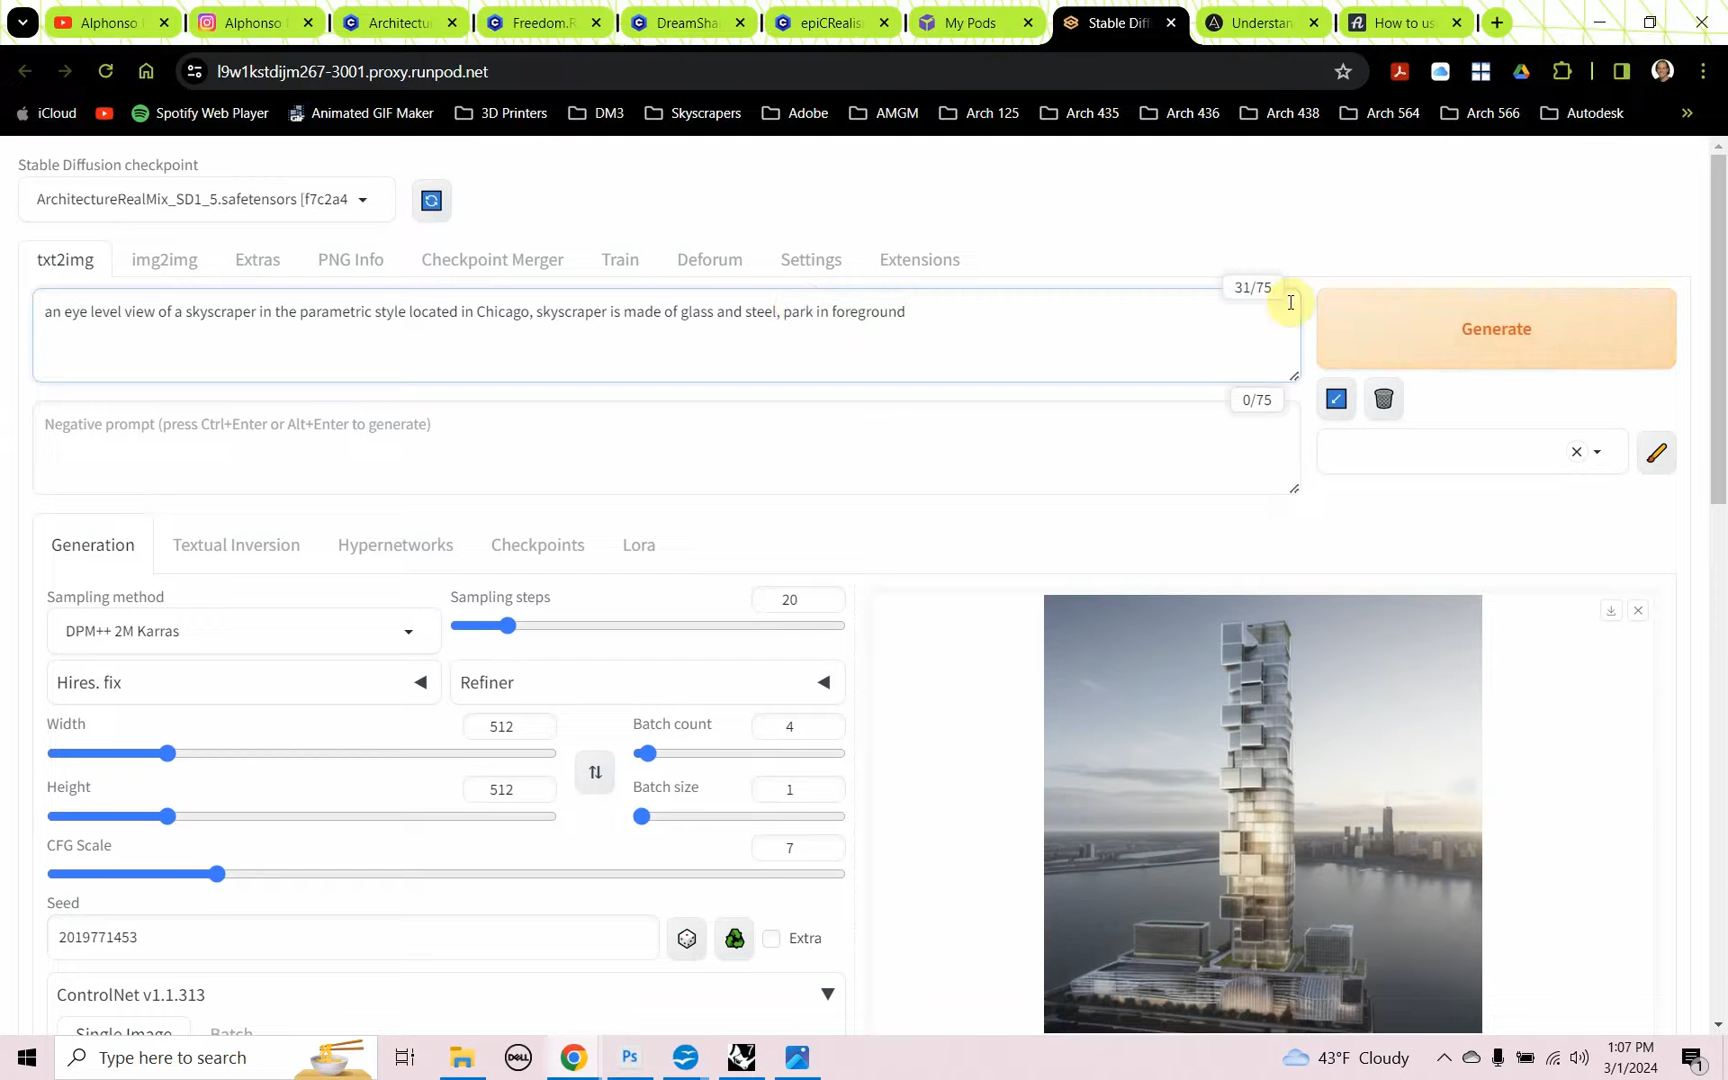 Alphonso
Alphonso
Architectu
Freedom.R
DreamSha
epiCRealis
My Pods
Stable Diff
Understan
How to us
l9w1kstdijm267-3001.proxy.runpod.net
iCloud
Spotify Web Player
Animated GIF Maker
3D Printers
DM3
Skyscrapers
Adobe
AMGM
Arch 125
Arch 435
Arch 436
Arch 438
Arch 564
Arch 566
Autodesk
»
Stable Diffusion checkpoint
ArchitectureRealMix_SD1_5.safetensors [f7c2a4
txt2img
img2img
Extras
PNG Info
Checkpoint Merger
Train
Deforum
Settings
Extensions
31/75
an eye level view of a skyscraper in the parametric style located in Chicago, skyscraper is made of glass and steel, park in foreground
Generate
0/75
Negative prompt (press Ctrl+Enter or Alt+Enter to generate)
Generation
Textual Inversion
Hypernetworks
Checkpoints
Lora
Sampling method
DPM++ 2M Karras
Sampling steps
20
Hires. fix
Refiner
Width
512
Batch count
4
Height
512
Batch size
1
CFG Scale
7
Seed
2019771453
Extra
ControlNet v1.1.313
Single Image
Batch
Type here to search
DELL
Ps
43°F Cloudy
1:07 PM
3/1/2024
1